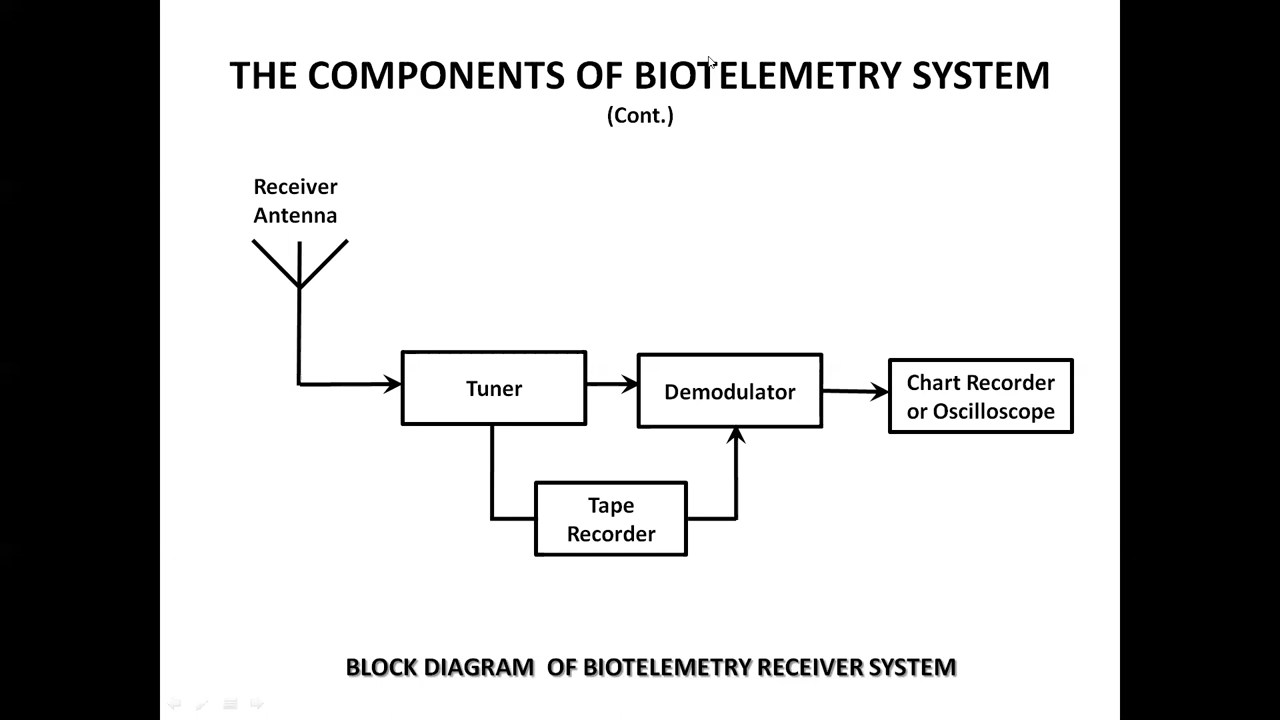 THE COMPONENTS OF BIOTELEMETRY SYSTEM
(Cont.)
Receiver
Antenna
Tuner
Demodulator
Chart Recorder
or Oscilloscope
Tape
Recorder
BLOCK DIAGRAM OF BIOTELEMETRY RECEIVER SYSTEM